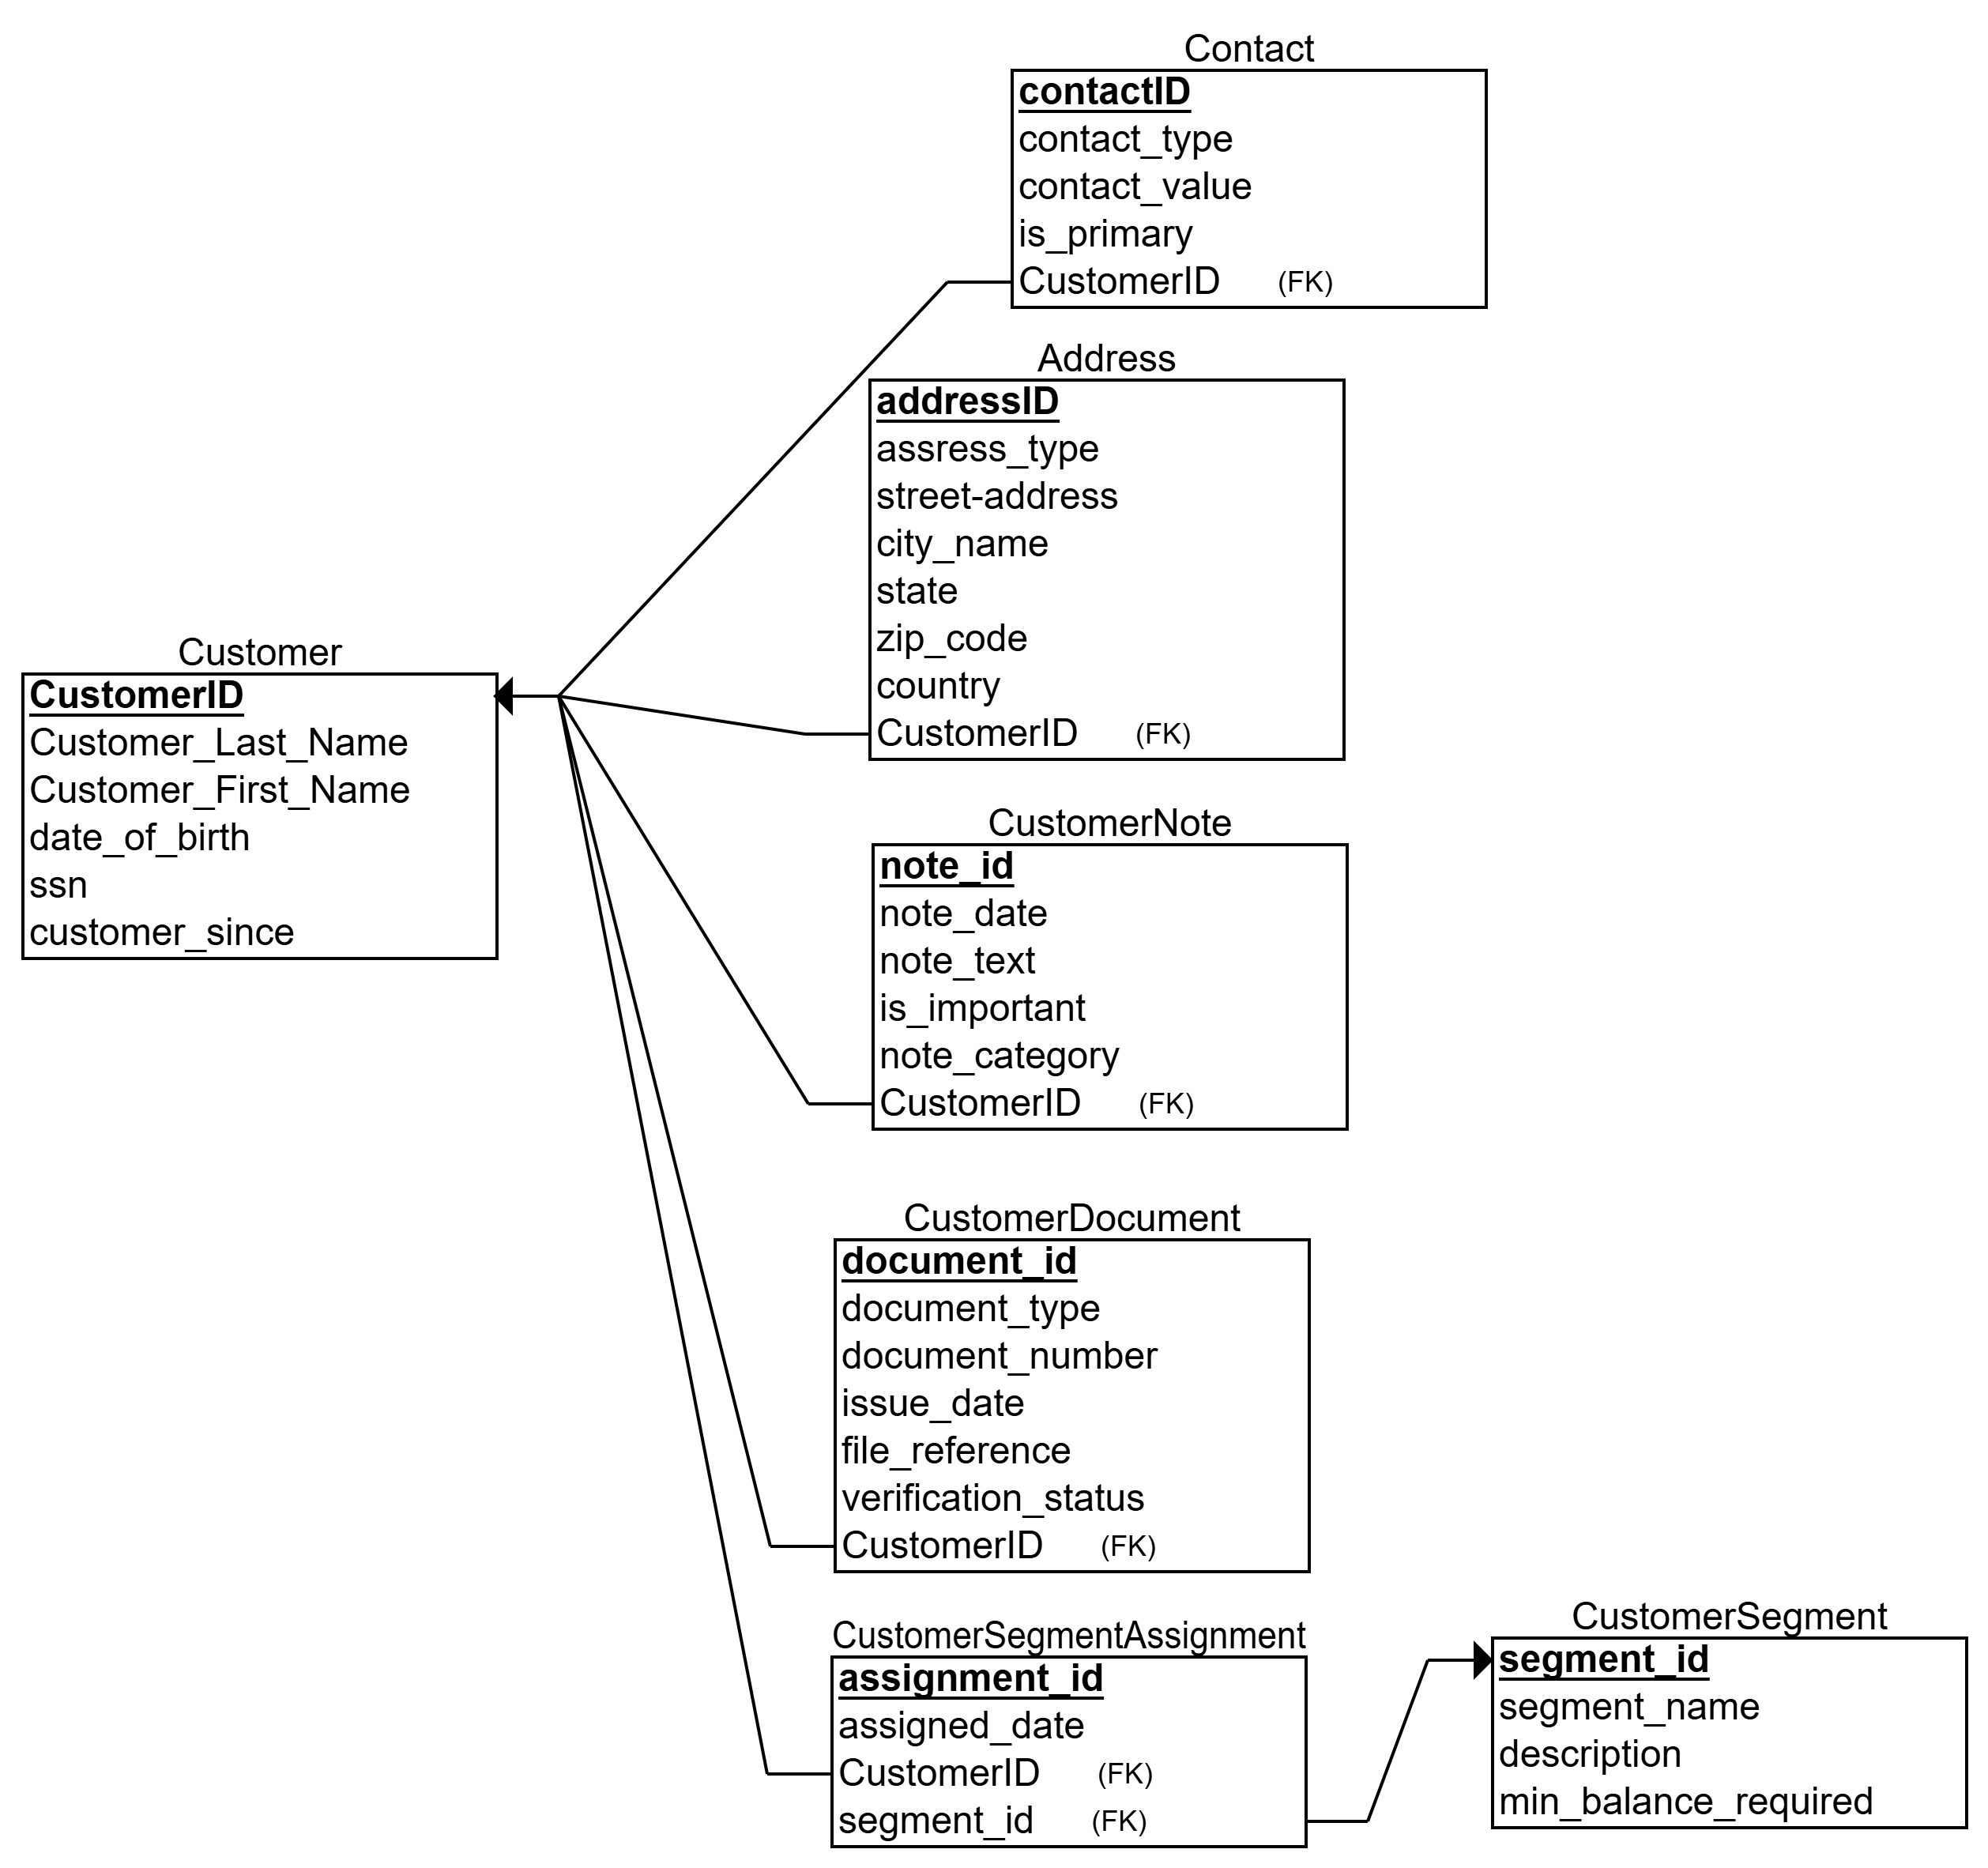 Contact
contactID
contact_type
contact_value
is_primary
CustomerID (FK)
Address
addressID
assress_type
street-address
city_name
state
zip_code
country
CustomerID (FK)
Customer
CustomerID
Customer_Last_Name
Customer_First_Name
date_of_birth
ssn
customer_since
CustomerNote
note_id
note_date
note_text
is_important
note_category
CustomerID (FK)
CustomerDocument
document_id
document_type
document_number
issue_date
file_reference
verification_status
CustomerID (FK)
CustomerSegmentAssignment
assignment_id
assigned_date
CustomerID (FK)
segment_id (FK)
CustomerSegment
segment_id
segment_name
description
min_balance_required